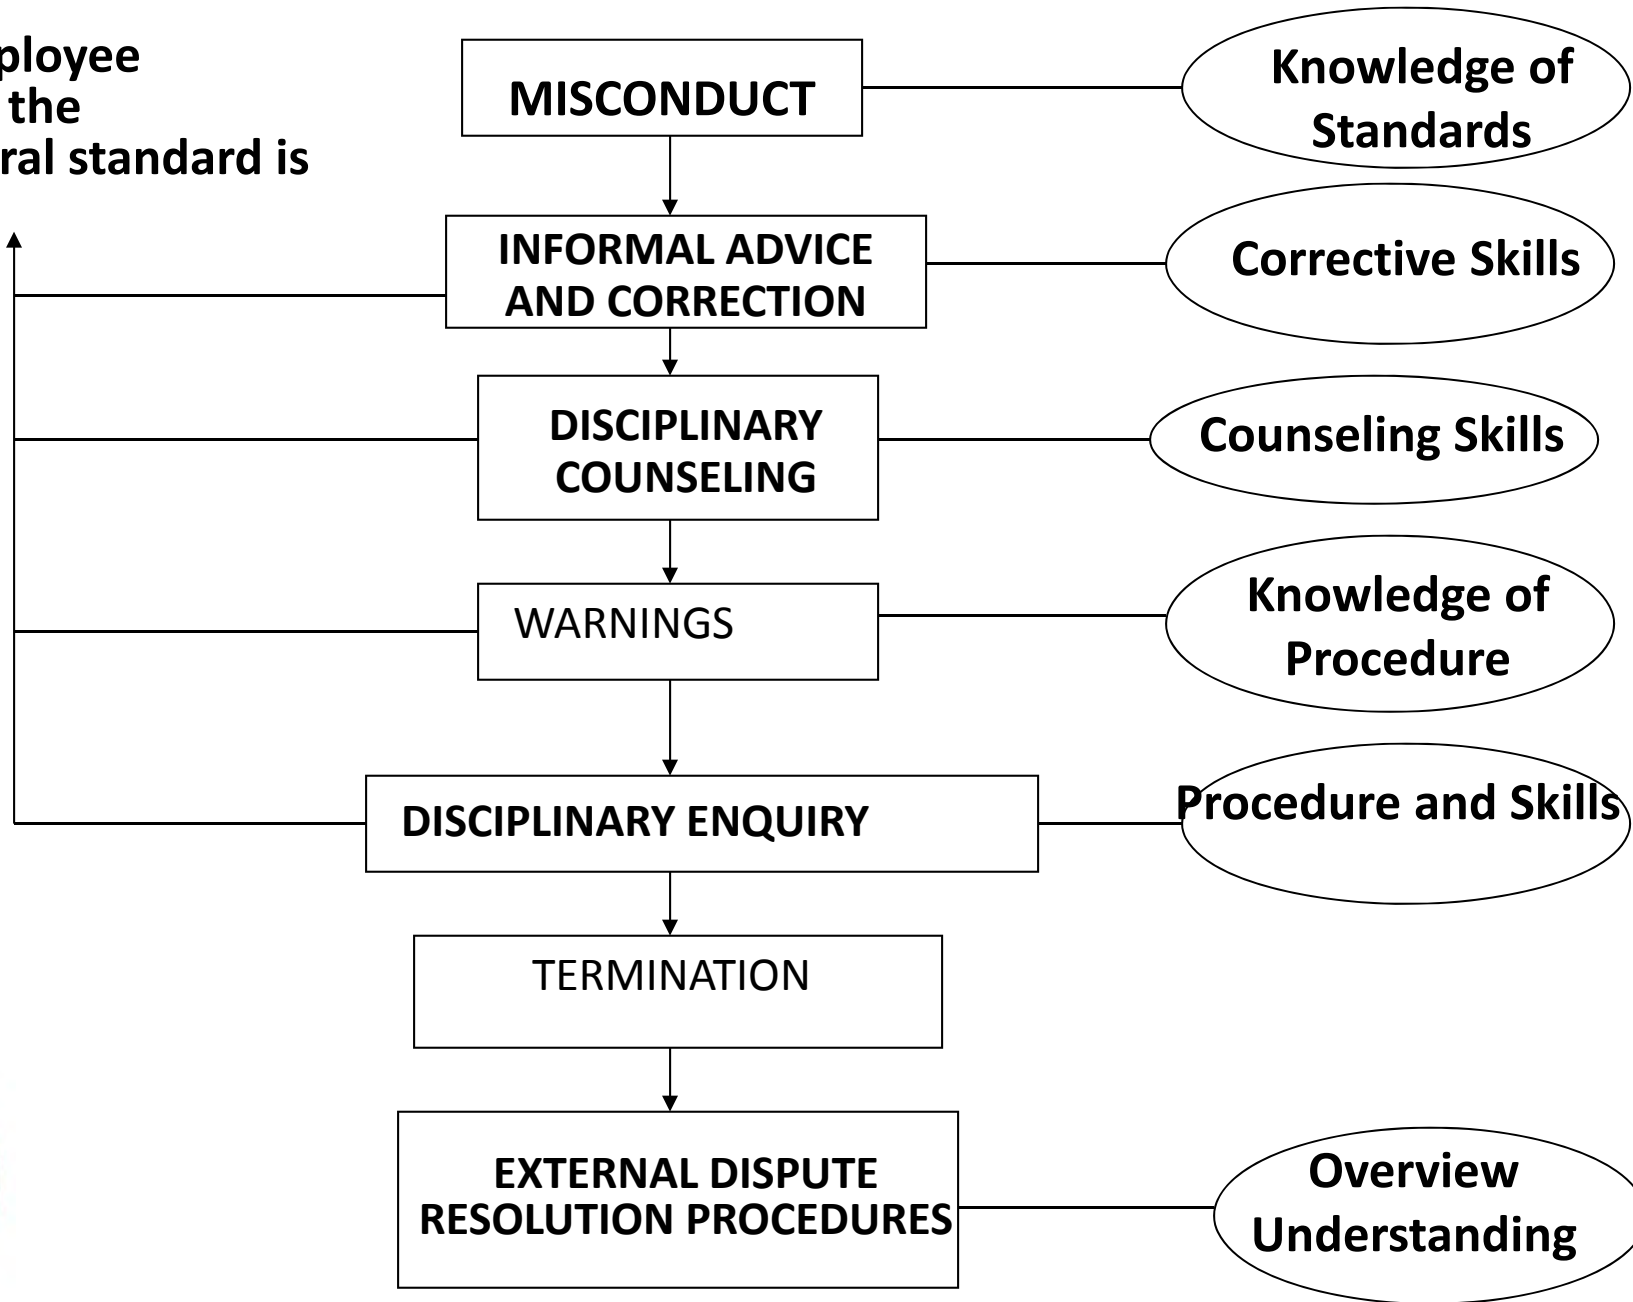 ployee
the
ral standard is
MISCONDUCT
Knowledge of
Standards
INFORMAL ADVICE
AND CORRECTION
Corrective Skills
DISCIPLINARY
COUNSELING
Counseling Skills
WARNINGS
Knowledge of
Procedure
DISCIPLINARY ENQUIRY
Procedure and Skills
TERMINATION
EXTERNAL DISPUTE
RESOLUTION PROCEDURES
Overview
Understanding